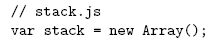 // stack.js
var stack = new Array();